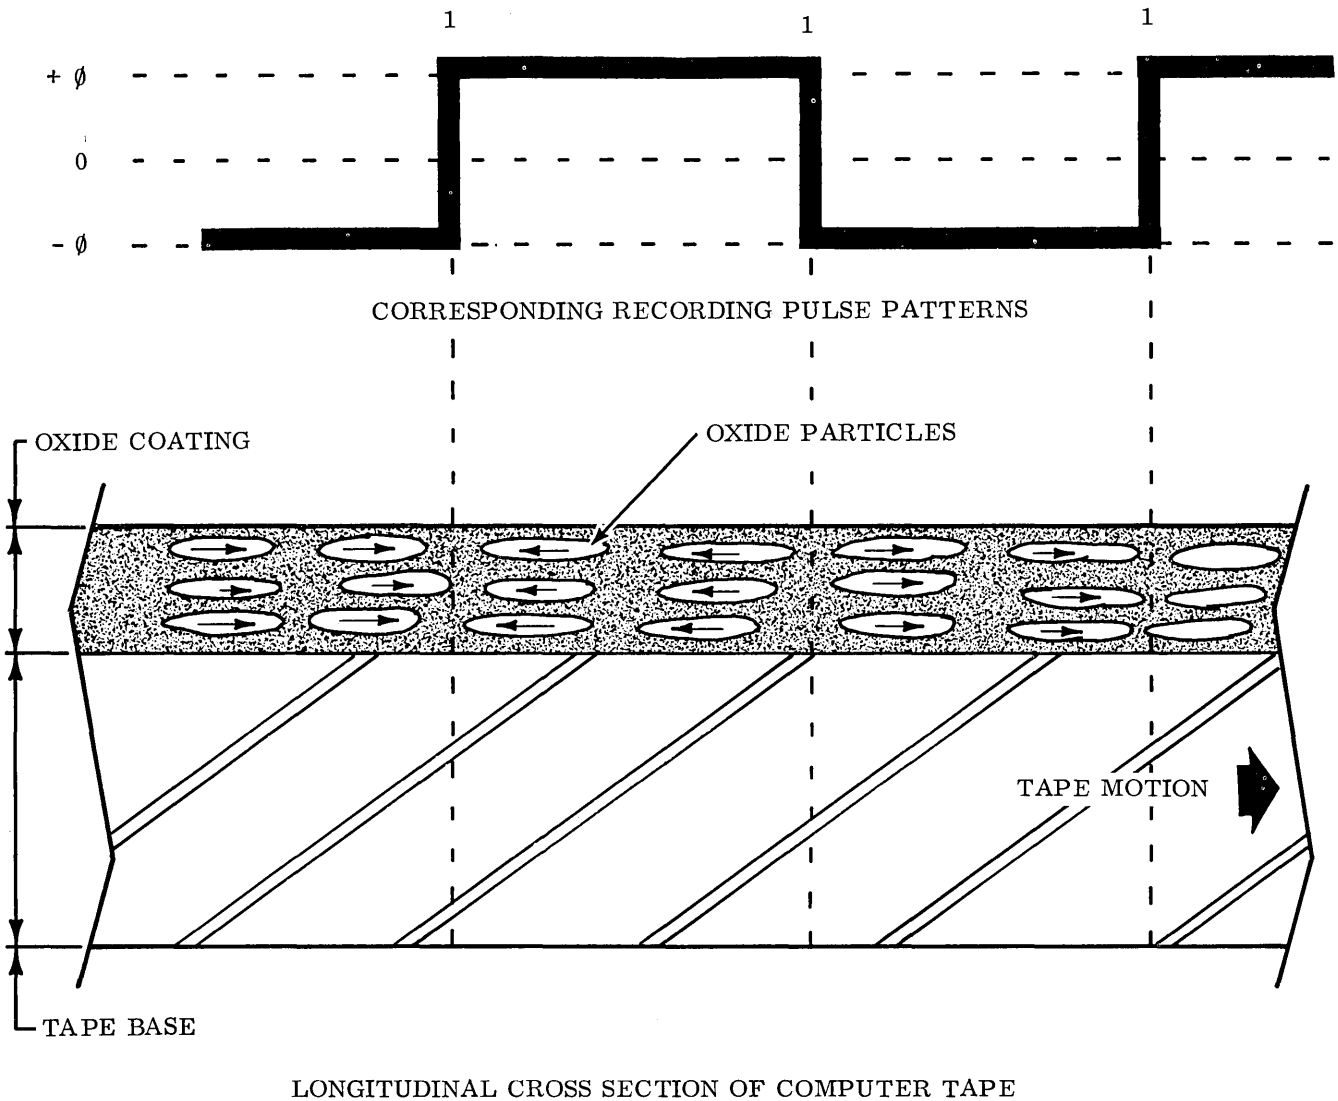 1 1 1
+ ϕ
0
- ϕ
CORRESPONDING RECORDING PULSE PATTERNS
OXIDE COATING
OXIDE PARTICLES
TAPE MOTION
TAPE BASE
LONGITUDINAL CROSS SECTION OF COMPUTER TAPE